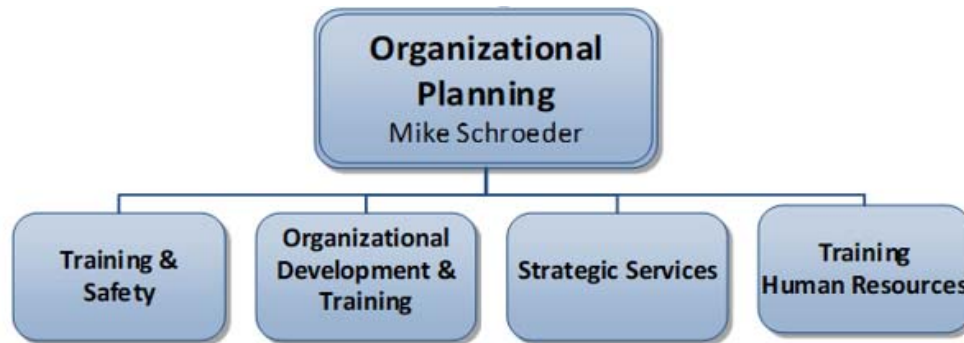 Organizational
Planning
Mike Schroeder
Training &
Safety
Organizational
Development &
Training
Strategic Services
Training
Human Resources